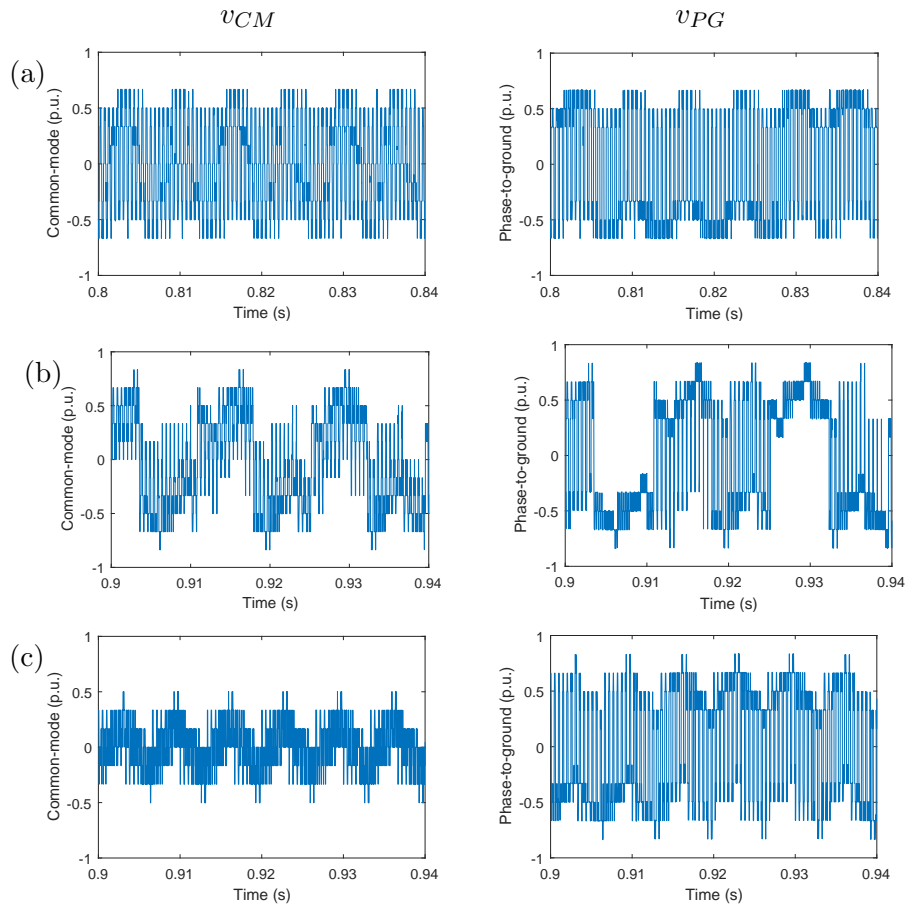 v_CM v_PG
(a)
Common-mode (p.u.)
1
0.5
0
-0.5
-1
0.8 0.81 0.82 0.83 0.84
Time (s)
Phase-to-ground (p.u.)
1
0.5
0
-0.5
-1
0.8 0.81 0.82 0.83 0.84
Time (s)
(b)
Common-mode (p.u.)
1
0.5
0
-0.5
-1
0.9 0.91 0.92 0.93 0.94
Time (s)
Phase-to-ground (p.u.)
1
0.5
0
-0.5
-1
0.9 0.91 0.92 0.93 0.94
Time (s)
(c)
Common-mode (p.u.)
1
0.5
0
-0.5
-1
0.9 0.91 0.92 0.93 0.94
Time (s)
Phase-to-ground (p.u.)
1
0.5
0
-0.5
-1
0.9 0.91 0.92 0.93 0.94
Time (s)